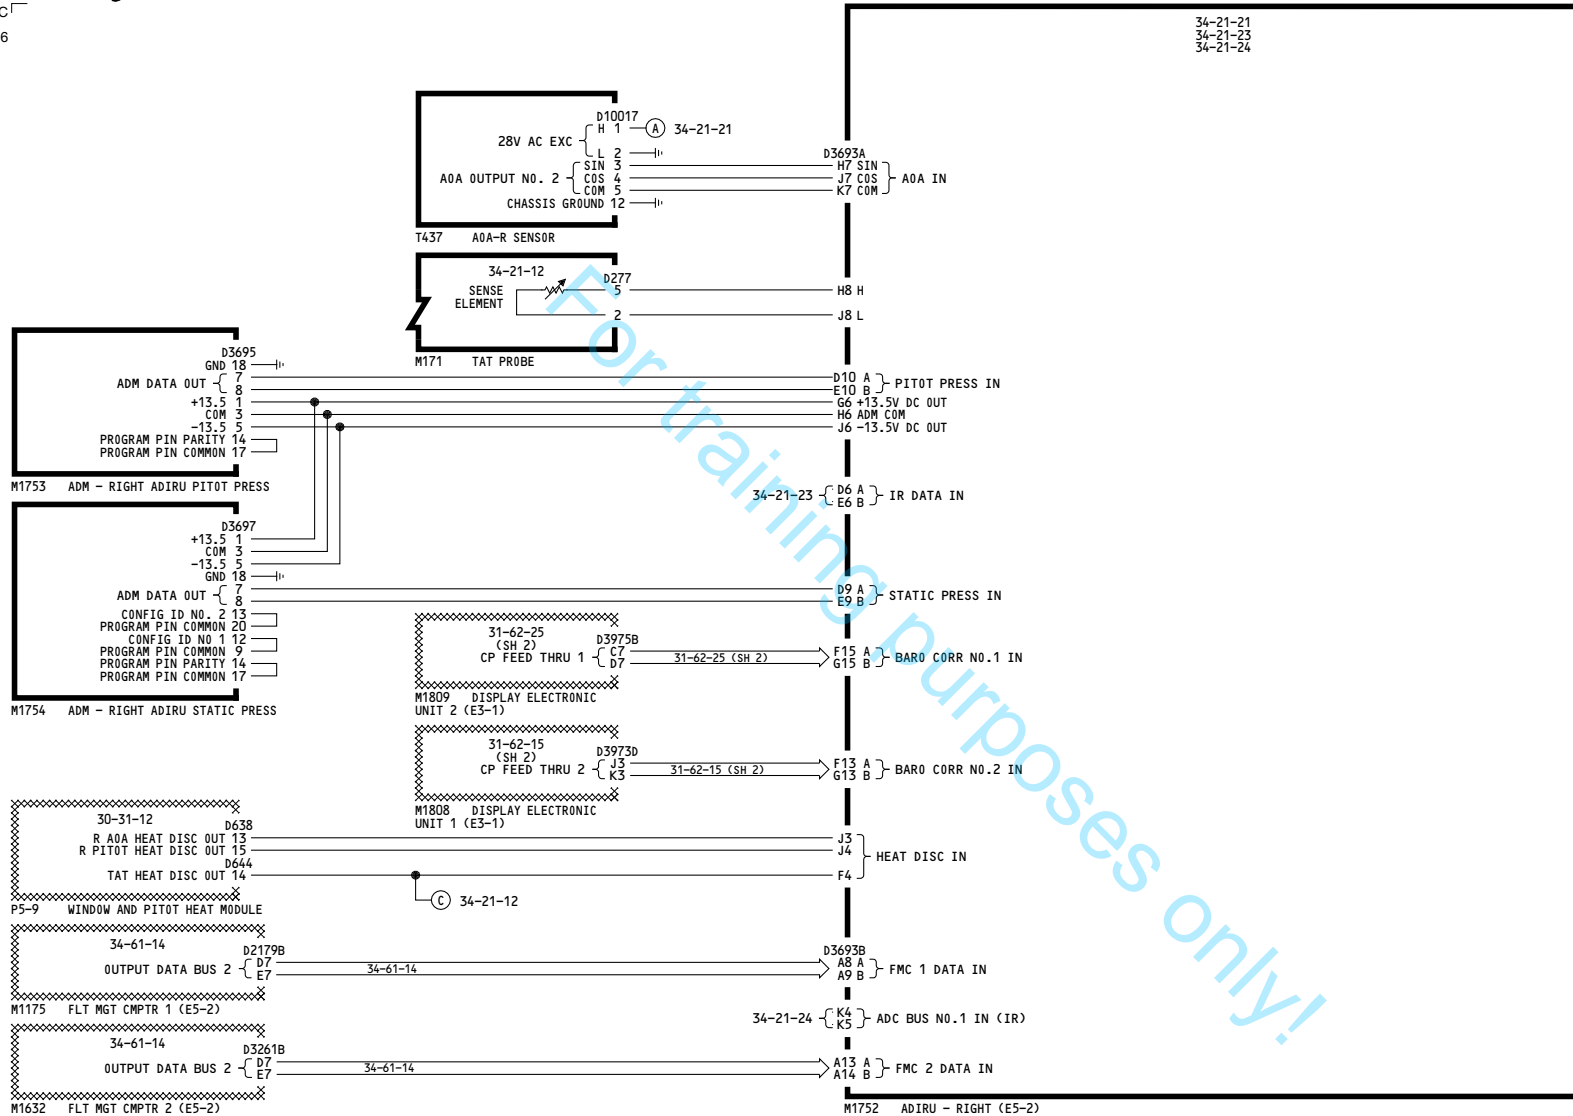 C
6
34-21-21
34-21-23
34-21-24
D10017
H 1
A 34-21-21
28V AC EXC
L 2
SIN 3
AOA OUTPUT NO. 2
COS 4
COM 5
CHASSIS GROUND 12
T437 AOA-R SENSOR
D3693A
H7 SIN
J7 COS
K7 COM
AOA IN
34-21-12
D277
SENSE
ELEMENT
5
2
M171 TAT PROBE
H8 H
J8 L
D3695
GND 18
ADM DATA OUT
7
8
+13.5 1
COM 3
-13.5 5
PROGRAM PIN PARITY 14
PROGRAM PIN COMMON 17
M1753 ADM - RIGHT ADIRU PITOT PRESS
D10 A
E10 B
PITOT PRESS IN
G6 +13.5V DC OUT
H6 ADM COM
J6 -13.5V DC OUT
34-21-23
D6 A
E6 B
IR DATA IN
D3697
+13.5 1
COM 3
-13.5 5
GND 18
ADM DATA OUT
7
8
CONFIG ID NO. 2 13
PROGRAM PIN COMMON 20
CONFIG ID NO 1 12
PROGRAM PIN COMMON 9
PROGRAM PIN PARITY 14
PROGRAM PIN COMMON 17
M1754 ADM - RIGHT ADIRU STATIC PRESS
D9 A
E9 B
STATIC PRESS IN
31-62-25
(SH 2)
D3975B
CP FEED THRU 1
C7
D7
31-62-25 (SH 2)
F15 A
G15 B
BARO CORR NO.1 IN
M1809 DISPLAY ELECTRONIC
UNIT 2 (E3-1)
31-62-15
(SH 2)
D3973D
CP FEED THRU 2
J3
K3
31-62-15 (SH 2)
F13 A
G13 B
BARO CORR NO.2 IN
M1808 DISPLAY ELECTRONIC
UNIT 1 (E3-1)
30-31-12
D638
R AOA HEAT DISC OUT 13
R PITOT HEAT DISC OUT 15
D644
TAT HEAT DISC OUT 14
P5-9 WINDOW AND PITOT HEAT MODULE
J3
J4
F4
HEAT DISC IN
C 34-21-12
34-61-14
D2179B
OUTPUT DATA BUS 2
D7
E7
34-61-14
M1175 FLT MGT CMPTR 1 (E5-2)
D3693B
A8 A
A9 B
FMC 1 DATA IN
34-21-24
K4
K5
ADC BUS NO.1 IN (IR)
34-61-14
D3261B
OUTPUT DATA BUS 2
D7
E7
34-61-14
A13 A
A14 B
FMC 2 DATA IN
M1632 FLT MGT CMPTR 2 (E5-2)
M1752 ADIRU - RIGHT (E5-2)
For training purposes only!